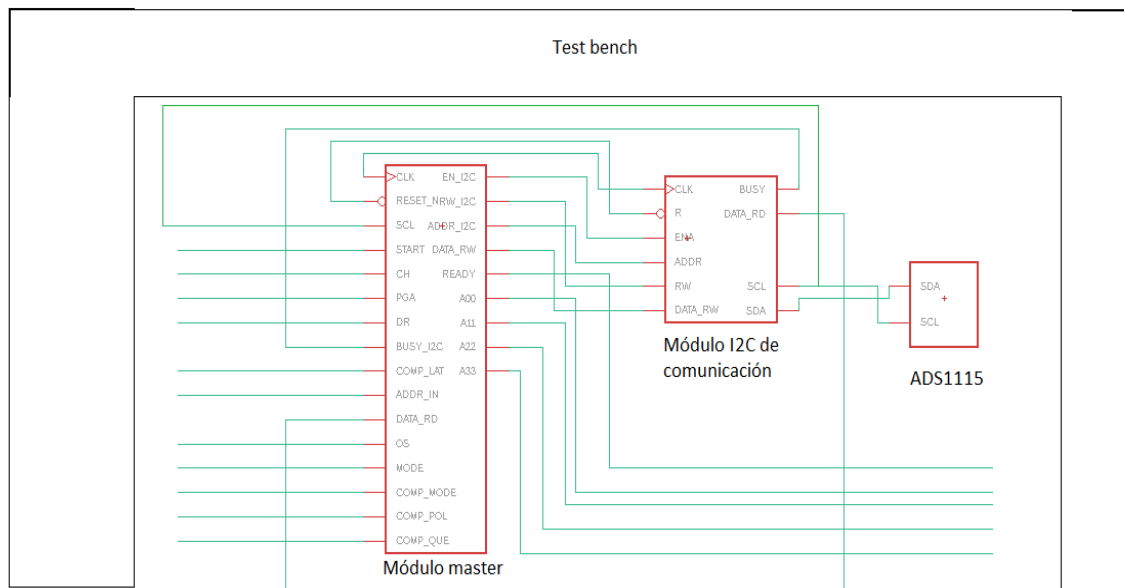 Test bench
CLK
RESET_N
SCL
START
CH
PGA
DR
BUSY_I2C
COMP_LAT
ADDR_IN
DATA_RD
OS
MODE
COMP_MODE
COMP_POL
COMP_QUE
EN_I2C
RW_I2C
ADDR_I2C
DATA_RW
READY
A00
A11
A22
A33
Módulo master
CLK
R
ENA
ADDR
RW
DATA_RW
BUSY
DATA_RD
SCL
SDA
Módulo I2C de
comunicación
SDA
SCL
ADS1115